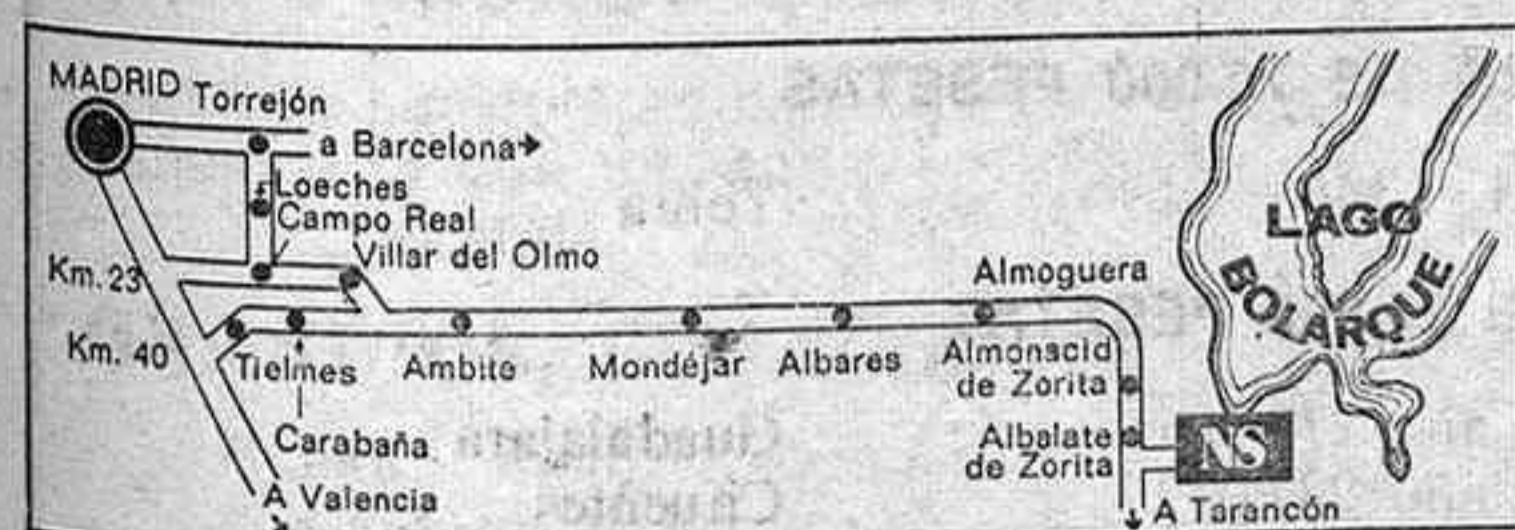 MADRID
Torrejón
a Barcelona
Loeches
Campo Real
Villar del Olmo
Km. 23
Km. 40
Tielmes
Carabaña
Ambite
Mondéjar
Albares
Almoguera
Almonacid
de Zorita
Albalate
de Zorita
A Valencia
A Tarancón
NS
LAGO
BOLARQUE